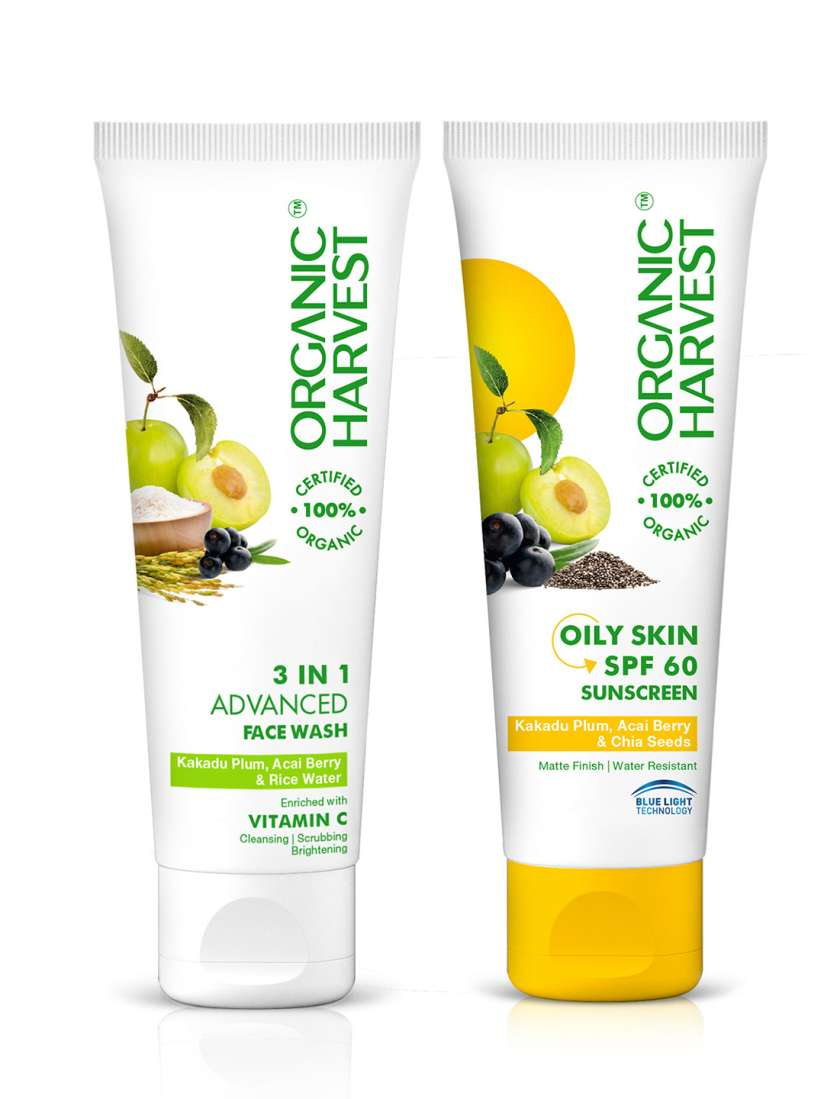 ORGANIC
HARVEST
TM
CERTIFIED
• 100% •
ORGANIC
3 IN 1
ADVANCED
FACE WASH
Kakadu Plum, Acai Berry
& Rice Water
Enriched with
VITAMIN C
Cleansing | Scrubbing
Brightening
ORGANIC
HARVEST
TM
CERTIFIED
• 100% •
ORGANIC
OILY SKIN
SPF 60
SUNSCREEN
Kakadu Plum, Acai Berry
& Chia Seeds
Matte Finish | Water Resistant
BLUE LIGHT
TECHNOLOGY